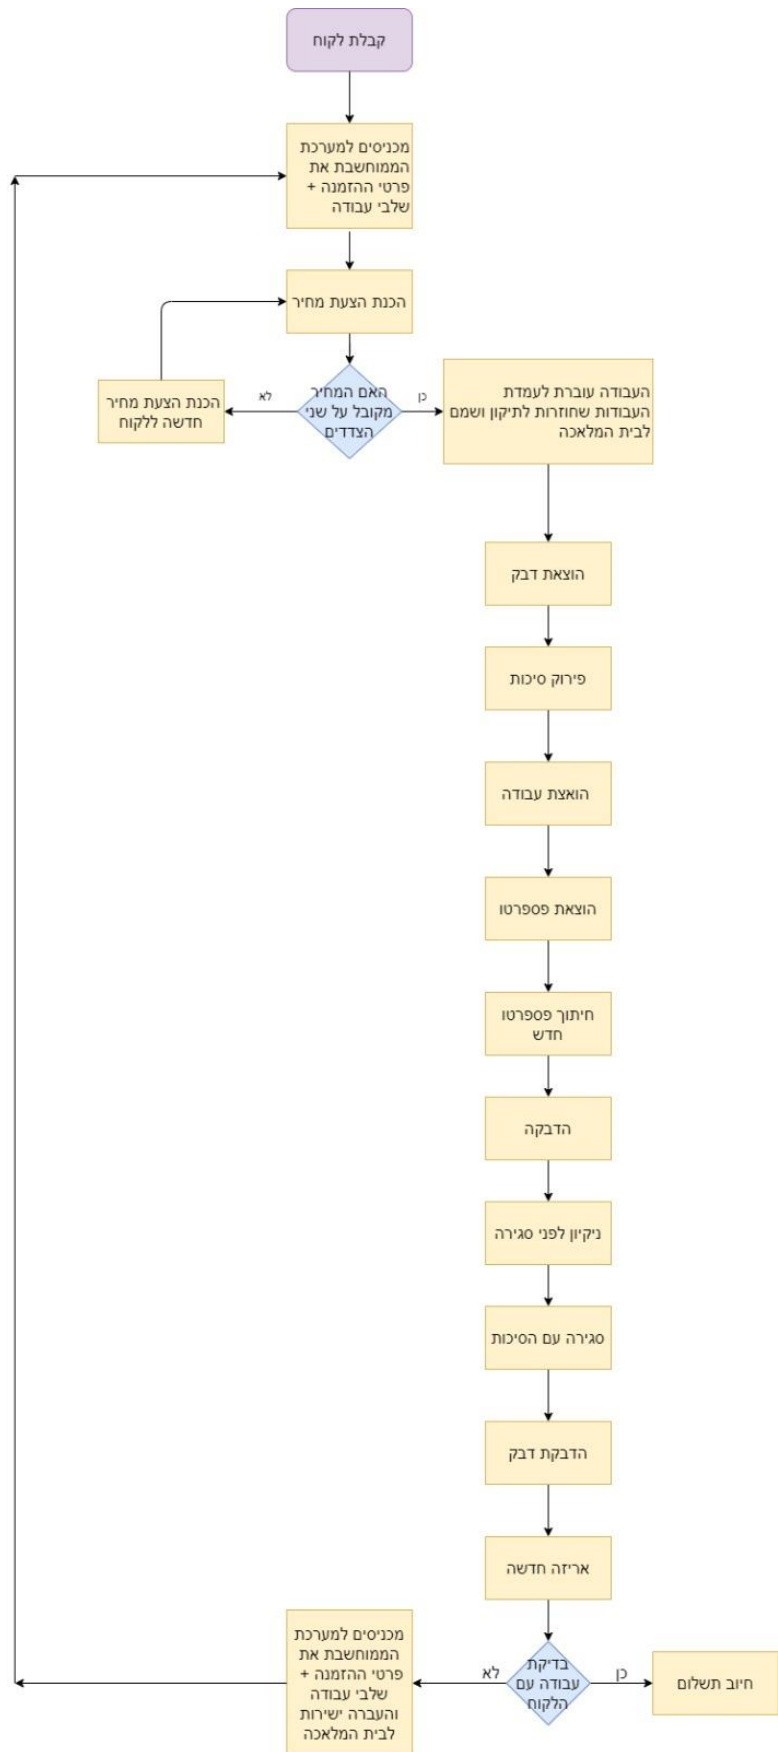 קבלת לקוח
מכניסים למערכת
הממוחשבת את
פרטי ההזמנה +
שלבי עבודה
הכנת הצעת מחיר
האם המחיר
מקובל על שני
הצדדים
כן
לא
העבודה עוברת לעמדת
העבודות שחוזרות לתיקון ושמם
לבית המלאכה
הכנת הצעת מחיר
חדשה ללקוח
הוצאת דבק
פירוק סיכות
הואצת עבודה
הוצאת פספרטו
חיתוך פספרטו
חדש
הדבקה
ניקיון לפני סגירה
סגירה עם הסיכות
הדבקת דבק
אריזה חדשה
בדיקת
עבודה עם
הלקוח
כן
לא
חיוב תשלום
מכניסים למערכת
הממוחשבת את
פרטי ההזמנה +
שלבי עבודה
והעברה ישירות
לבית המלאכה